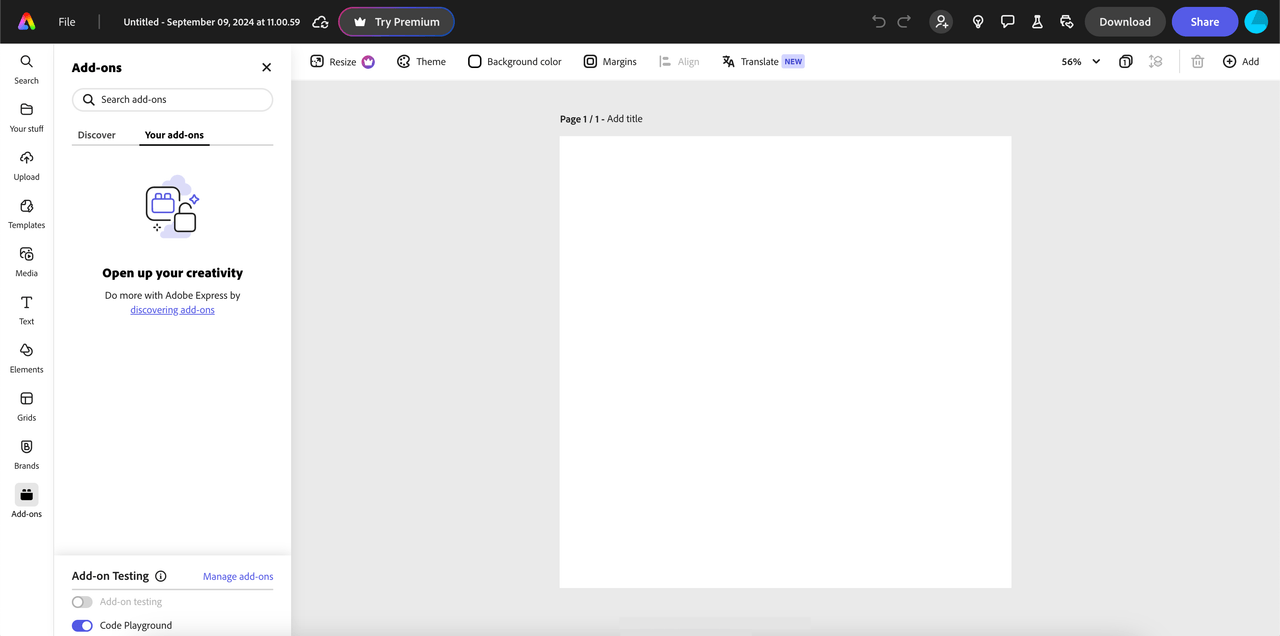 File
Untitled - September 09, 2024 at 11.00.59
Try Premium
Download
Share
Search
Your stuff
Upload
Templates
Media
Text
Elements
Grids
Brands
Add-ons
Add-ons
Search add-ons
Discover
Your add-ons
Open up your creativity
Do more with Adobe Express by
discovering add-ons
Add-on Testing
Manage add-ons
Add-on testing
Code Playground
Resize
Theme
Background color
Margins
Align
Translate NEW
56%
1
Add
Page 1 / 1 - Add title